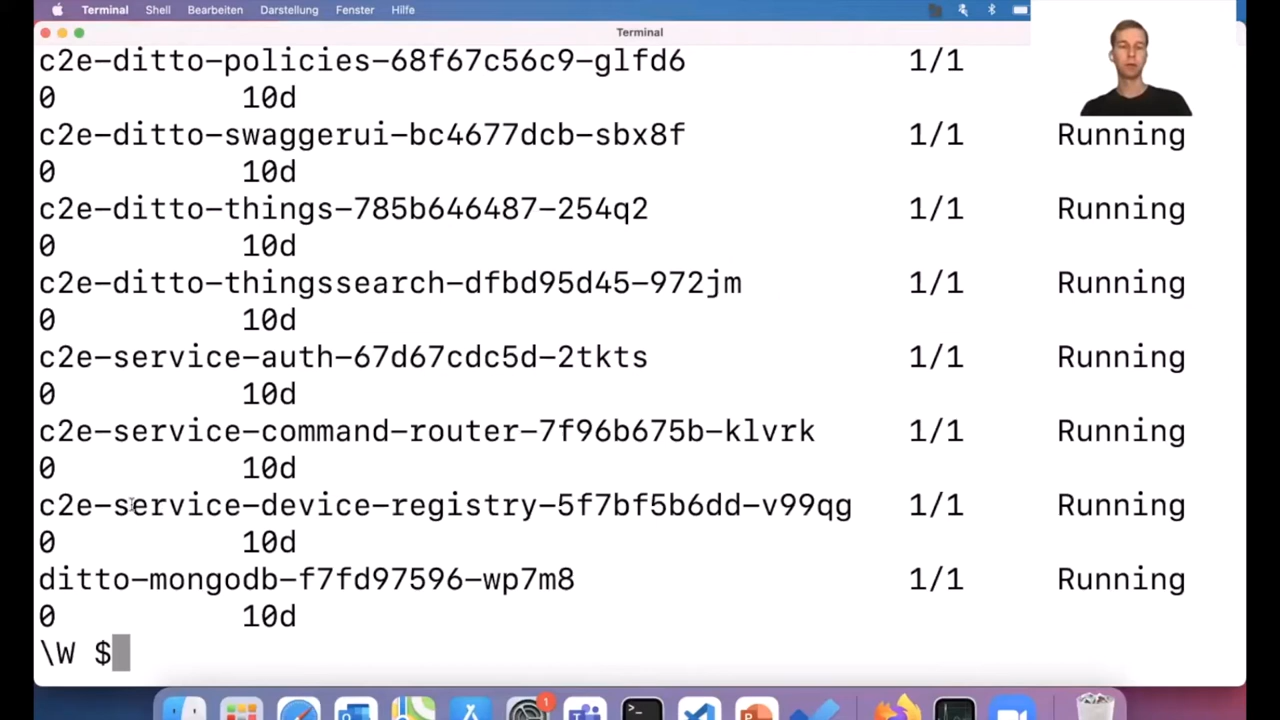 Terminal Shell Bearbeiten Darstellung Fenster Hilfe
Terminal
c2e-ditto-policies-68f67c56c9-glfd6 1/1
0 10d
c2e-ditto-swaggerui-bc4677dcb-sbx8f 1/1 Running
0 10d
c2e-ditto-things-785b646487-254q2 1/1 Running
0 10d
c2e-ditto-thingssearch-dfbd95d45-972jm 1/1 Running
0 10d
c2e-service-auth-67d67cdc5d-2tkts 1/1 Running
0 10d
c2e-service-command-router-7f96b675b-klvrk 1/1 Running
0 10d
c2e-service-device-registry-5f7bf5b6dd-v99qg 1/1 Running
0 10d
ditto-mongodb-f7fd97596-wp7m8 1/1 Running
0 10d
\W $
1